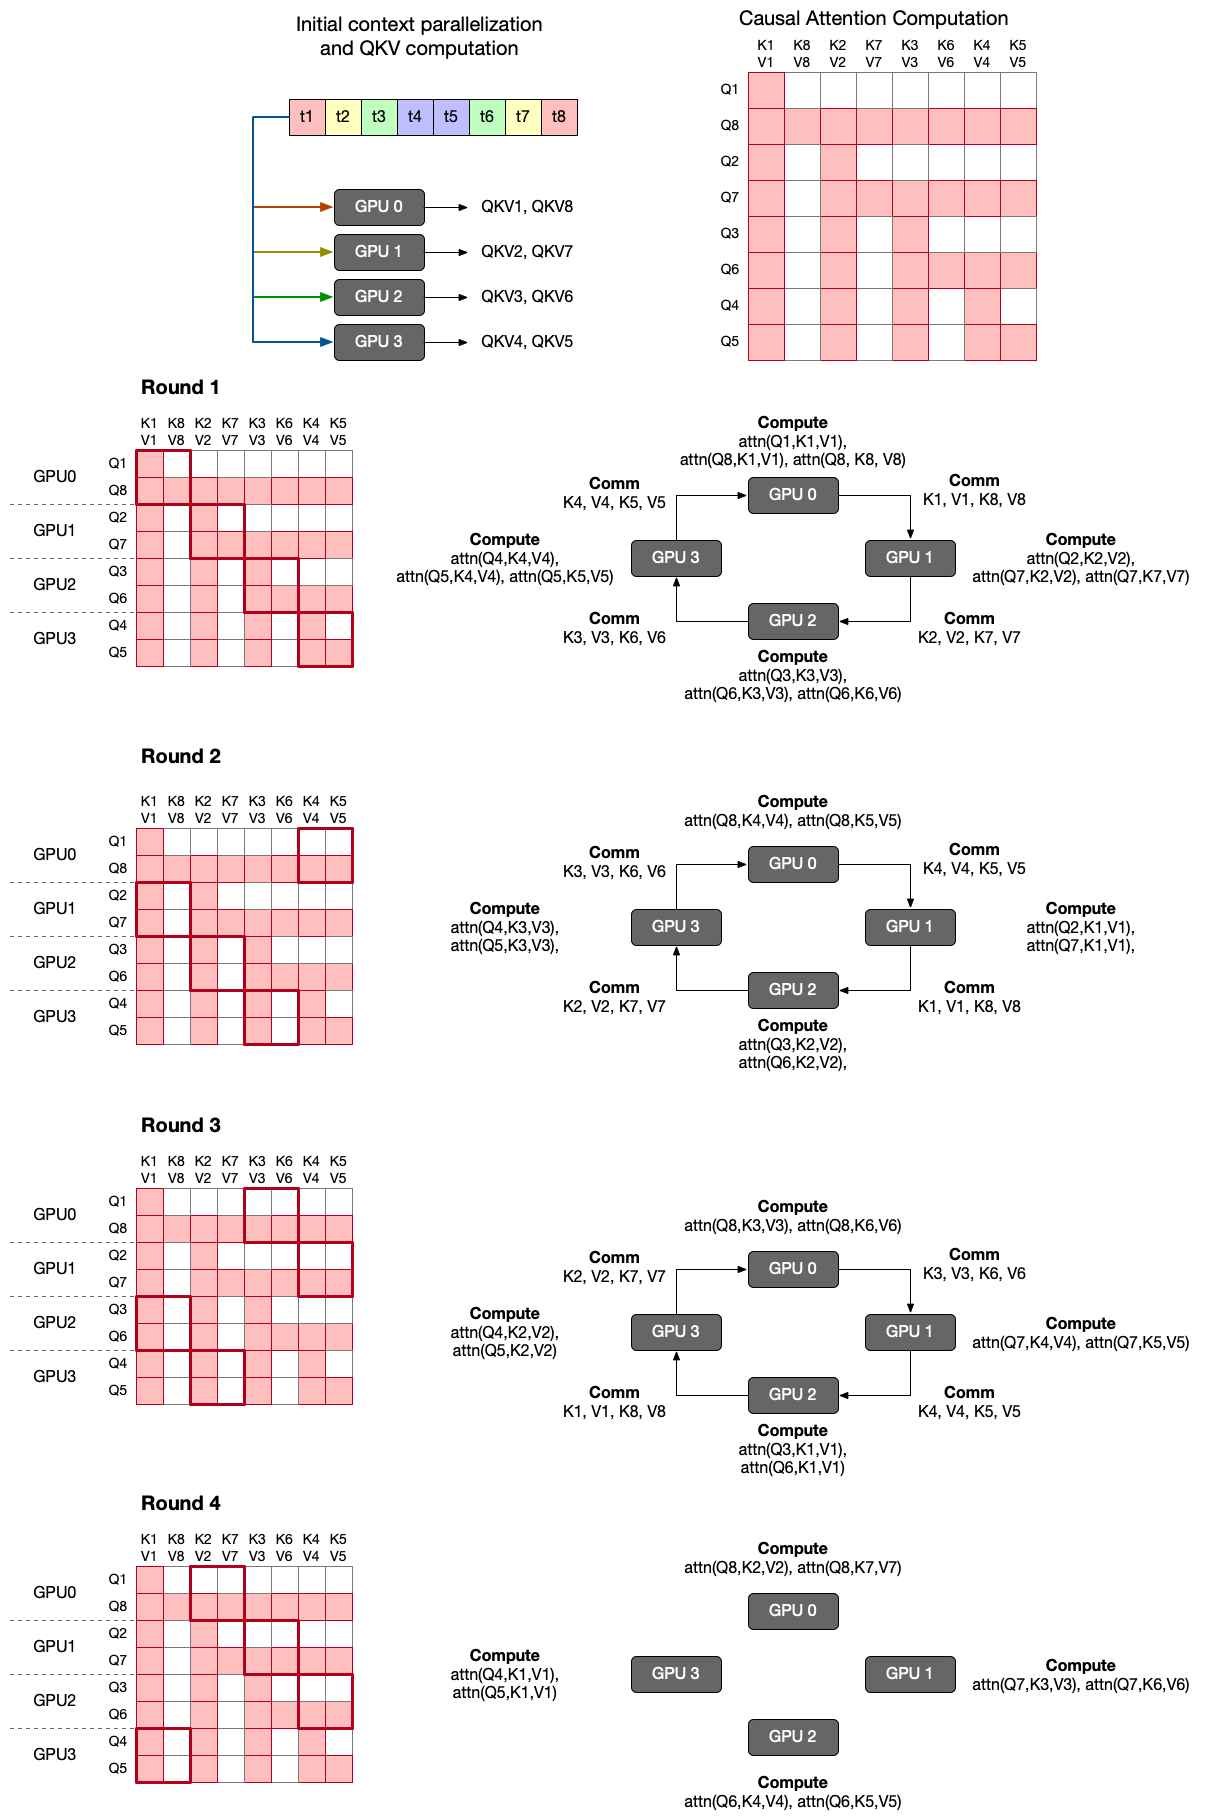 Initial context parallelization
and QKV computation
t1 t2 t3 t4 t5 t6 t7 t8
GPU 0 QKV1, QKV8
GPU 1 QKV2, QKV7
GPU 2 QKV3, QKV6
GPU 3 QKV4, QKV5
Causal Attention Computation
K1 K8 K2 K7 K3 K6 K4 K5
V1 V8 V2 V7 V3 V6 V4 V5
Q1
Q8
Q2
Q7
Q3
Q6
Q4
Q5
Round 1
K1 K8 K2 K7 K3 K6 K4 K5
V1 V8 V2 V7 V3 V6 V4 V5
GPU0
Q1
Q8
GPU1
Q2
Q7
GPU2
Q3
Q6
GPU3
Q4
Q5
Compute
attn(Q1,K1,V1),
attn(Q8,K1,V1), attn(Q8, K8, V8)
GPU 0
Comm
K1, V1, K8, V8
GPU 1
Compute
attn(Q2,K2,V2),
attn(Q7,K2,V2), attn(Q7,K7,V7)
Comm
K2, V2, K7, V7
GPU 2
Compute
attn(Q3,K3,V3),
attn(Q6,K3,V3), attn(Q6,K6,V6)
Comm
K3, V3, K6, V6
GPU 3
Compute
attn(Q4,K4,V4),
attn(Q5,K4,V4), attn(Q5,K5,V5)
Comm
K4, V4, K5, V5
Round 2
K1 K8 K2 K7 K3 K6 K4 K5
V1 V8 V2 V7 V3 V6 V4 V5
GPU0
Q1
Q8
GPU1
Q2
Q7
GPU2
Q3
Q6
GPU3
Q4
Q5
Compute
attn(Q8,K4,V4), attn(Q8,K5,V5)
GPU 0
Comm
K4, V4, K5, V5
GPU 1
Compute
attn(Q2,K1,V1),
attn(Q7,K1,V1),
Comm
K1, V1, K8, V8
GPU 2
Compute
attn(Q3,K2,V2),
attn(Q6,K2,V2),
Comm
K2, V2, K7, V7
GPU 3
Compute
attn(Q4,K3,V3),
attn(Q5,K3,V3),
Comm
K3, V3, K6, V6
Round 3
K1 K8 K2 K7 K3 K6 K4 K5
V1 V8 V2 V7 V3 V6 V4 V5
GPU0
Q1
Q8
GPU1
Q2
Q7
GPU2
Q3
Q6
GPU3
Q4
Q5
Compute
attn(Q8,K3,V3), attn(Q8,K6,V6)
GPU 0
Comm
K3, V3, K6, V6
GPU 1
Compute
attn(Q7,K4,V4), attn(Q7,K5,V5)
Comm
K4, V4, K5, V5
GPU 2
Compute
attn(Q3,K1,V1),
attn(Q6,K1,V1)
Comm
K1, V1, K8, V8
GPU 3
Compute
attn(Q4,K2,V2),
attn(Q5,K2,V2)
Comm
K2, V2, K7, V7
Round 4
K1 K8 K2 K7 K3 K6 K4 K5
V1 V8 V2 V7 V3 V6 V4 V5
GPU0
Q1
Q8
GPU1
Q2
Q7
GPU2
Q3
Q6
GPU3
Q4
Q5
Compute
attn(Q8,K2,V2), attn(Q8,K7,V7)
GPU 0
GPU 1
Compute
attn(Q7,K3,V3), attn(Q7,K6,V6)
GPU 2
Compute
attn(Q6,K4,V4), attn(Q6,K5,V5)
GPU 3
Compute
attn(Q4,K1,V1),
attn(Q5,K1,V1)